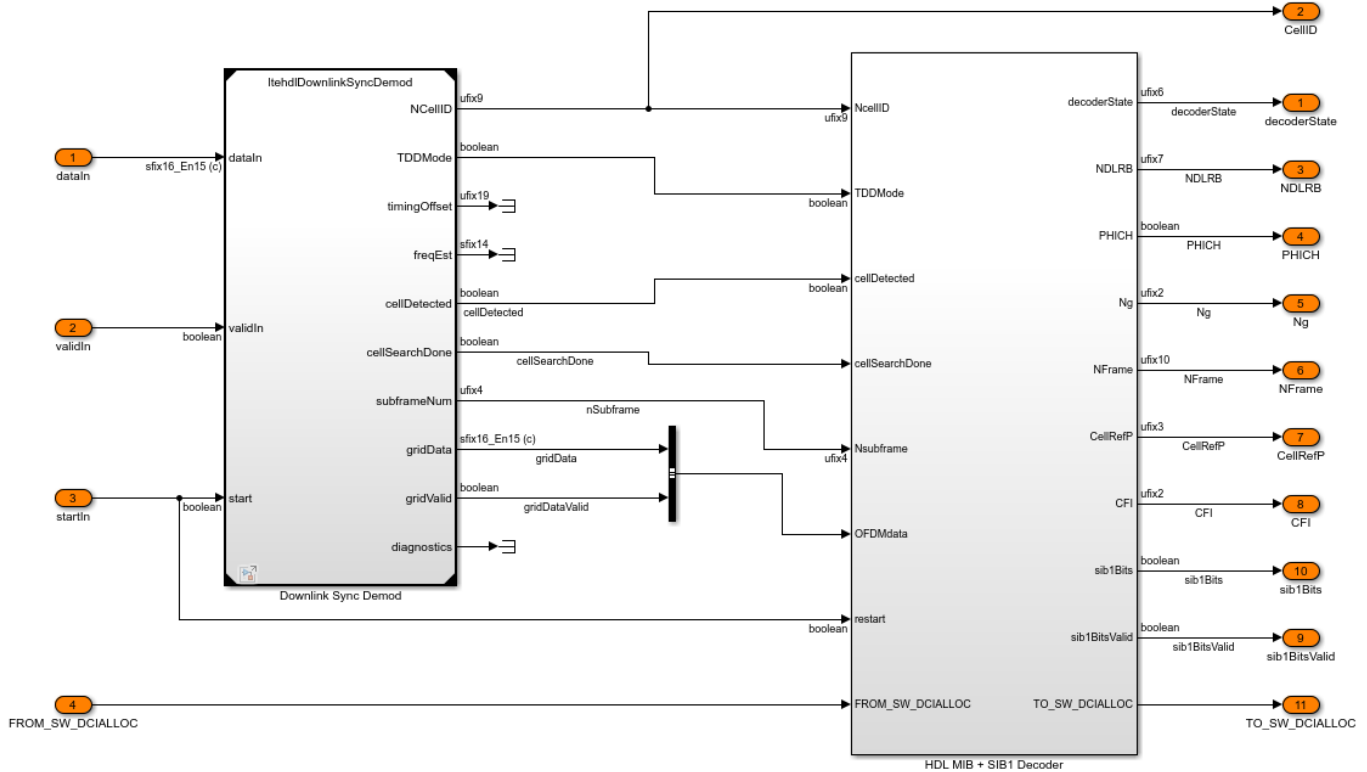 2
CellID
ltehdlDownlinkSyncDemod
NCellID
ufix9
NcellID
ufix9
decoderState
ufix6
decoderState
1
decoderState
1
dataIn
sfix16_En15 (c)
dataIn
TDDMode
boolean
TDDMode
boolean
NDLRB
ufix7
NDLRB
3
NDLRB
timingOffset
ufix19
PHICH
boolean
PHICH
4
PHICH
freqEst
sfix14
cellDetected
boolean
cellDetected
cellDetected
boolean
Ng
ufix2
Ng
5
Ng
2
validIn
boolean
validIn
cellSearchDone
boolean
cellSearchDone
cellSearchDone
NFrame
ufix10
NFrame
6
NFrame
subframeNum
ufix4
nSubframe
Nsubframe
ufix4
CellRefP
ufix3
CellRefP
7
CellRefP
gridData
sfix16_En15 (c)
gridData
3
startIn
boolean
start
gridValid
boolean
gridDataValid
CFI
ufix2
CFI
8
CFI
OFDMdata
diagnostics
sib1Bits
boolean
sib1Bits
10
sib1Bits
Downlink Sync Demod
restart
boolean
sib1BitsValid
boolean
sib1BitsValid
9
sib1BitsValid
4
FROM_SW_DCIALLOC
FROM_SW_DCIALLOC
TO_SW_DCIALLOC
11
TO_SW_DCIALLOC
HDL MIB + SIB1 Decoder